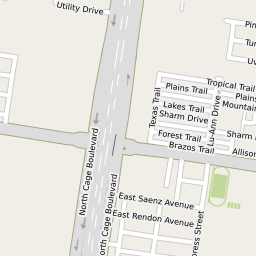 Utility Drive
Tropical Trail
Plains Trail
Plains
Mountain
Lakes Trail
Texas Trail
Sharm Drive
Lu-Ann Drive
Forest Trail
Sharm
Brazos Trail
North Cage Boulevard
East Saenz Avenue
East Rendon Avenue
North Cage Boulevard